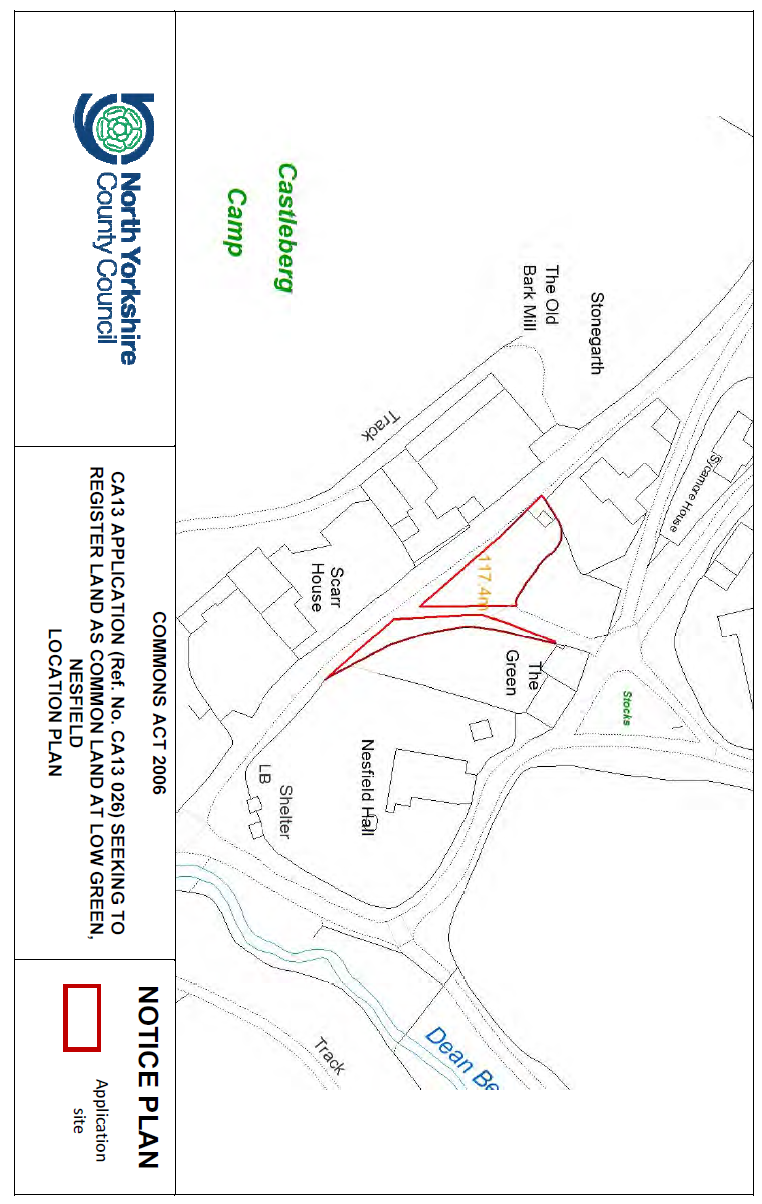 Castleberg
Camp
Stonegarth
The Old
Bark Mill
Track
Sycamore House
117.4m
Scarr
House
The
Green
Stocks
Nesfield Hall
Shelter
LB
Dean Be
Track
North Yorkshire
County Council
COMMONS ACT 2006
CA13 APPLICATION (Ref. No. CA13 026) SEEKING TO
REGISTER LAND AS COMMON LAND AT LOW GREEN,
NESFIELD
LOCATION PLAN
NOTICE PLAN
Application
site